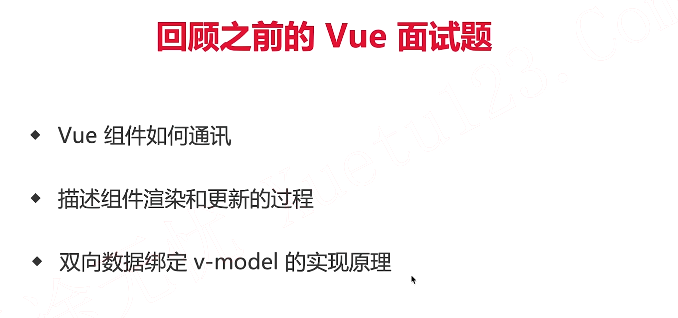 回顾之前的 Vue 面试题
Vue 组件如何通讯
描述组件渲染和更新的过程
双向数据绑定 v-model 的实现原理